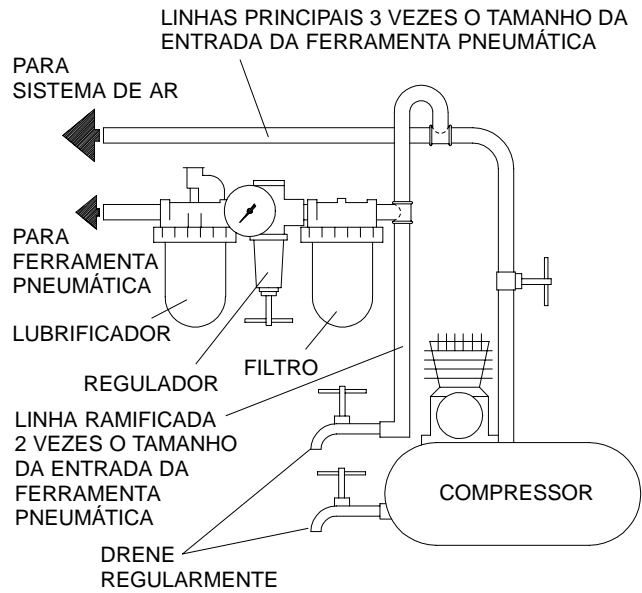 LINHAS PRINCIPAIS 3 VEZES O TAMANHO DA
ENTRADA DA FERRAMENTA PNEUMÁTICA
PARA
SISTEMA DE AR
PARA
FERRAMENTA
PNEUMÁTICA
LUBRIFICADOR
REGULADOR
FILTRO
LINHA RAMIFICADA
2 VEZES O TAMANHO
DA ENTRADA DA
FERRAMENTA
PNEUMÁTICA
COMPRESSOR
DRENE
REGULARMENTE